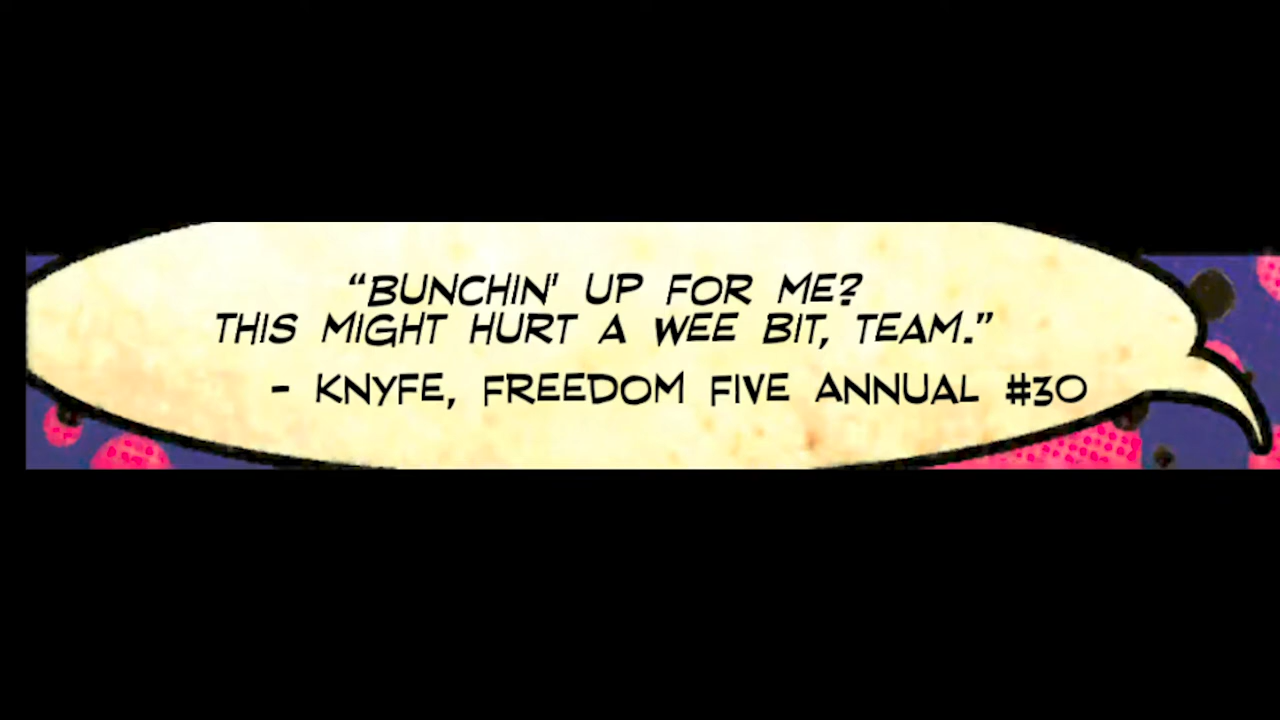 “BUNCHIN' UP FOR ME?
THIS MIGHT HURT A WEE BIT, TEAM.”
- KNYFE, FREEDOM FIVE ANNUAL #30